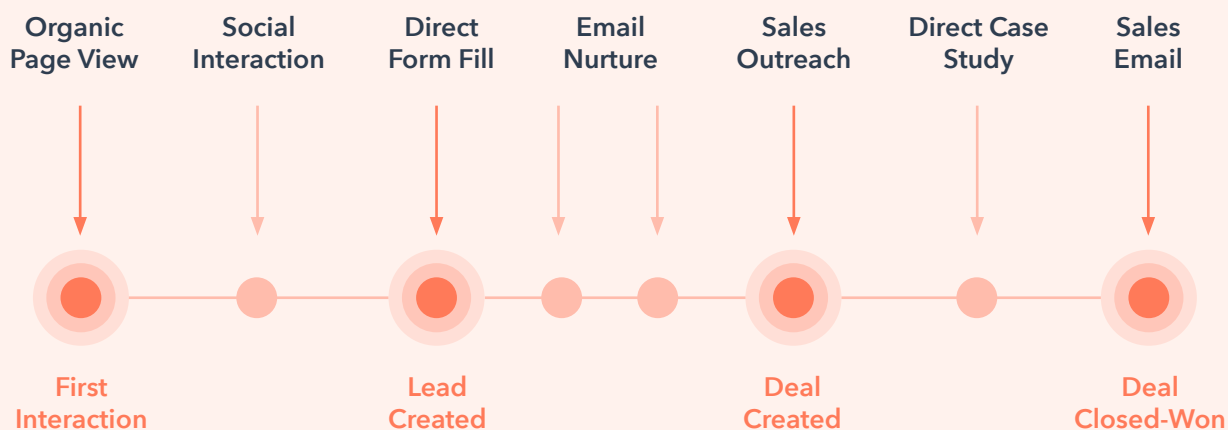 Organic
Page View
Social
Interaction
Direct
Form Fill
Email
Nurture
Sales
Outreach
Direct Case
Study
Sales
Email
First
Interaction
Lead
Created
Deal
Created
Deal
Closed-Won